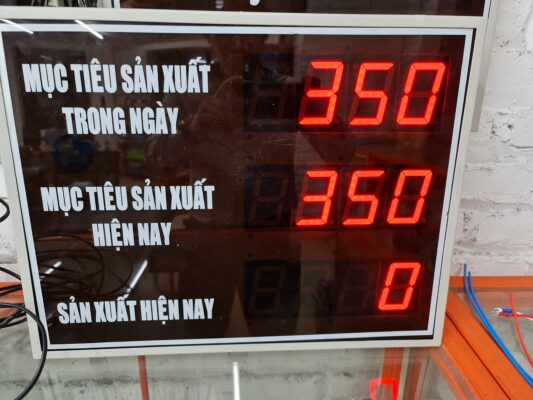 MỤC TIÊU SẢN XUẤT
TRONG NGÀY
350
MỤC TIÊU SẢN XUẤT
HIỆN NAY
350
SẢN XUẤT HIỆN NAY
0